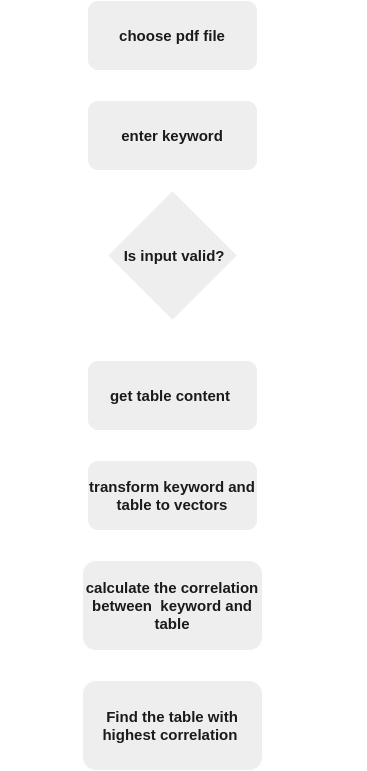 choose pdf file
enter keyword
Is input valid?
get table content
transform keyword and
table to vectors
calculate the correlation
between  keyword and
table
Find the table with
highest correlation